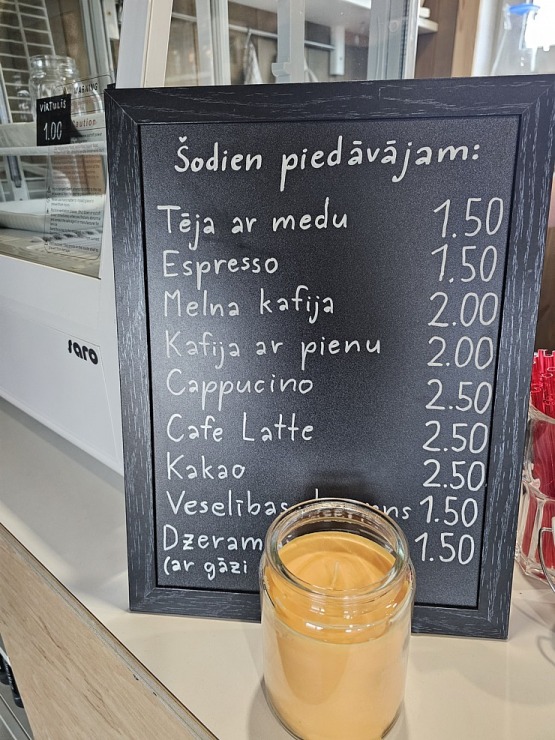 VIRTULIS
1.00
WARNING
Caution
saro
Šodien piedāvājam:
Tēja ar medu 1.50
Espresso 1.50
Melna kafija 2.00
Kafija ar pienu 2.00
Cappucino 2.50
Cafe Latte 2.50
Kakao 2.50
Veselības 1.50
Dzeram 1.50
(ar gāzi